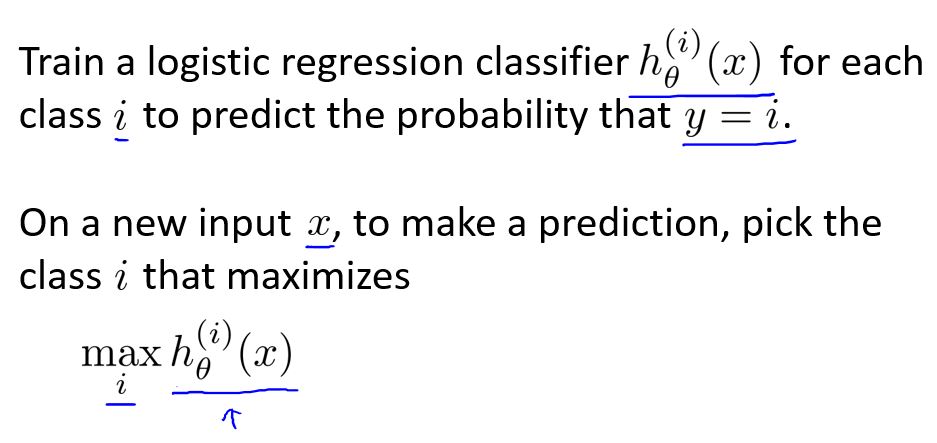 Train a logistic regression classifier $h_\theta^{(i)}(x)$ for each
class $i$ to predict the probability that $y = i$.
On a new input $x$, to make a prediction, pick the
class $i$ that maximizes
$\max_i h_\theta^{(i)}(x)$